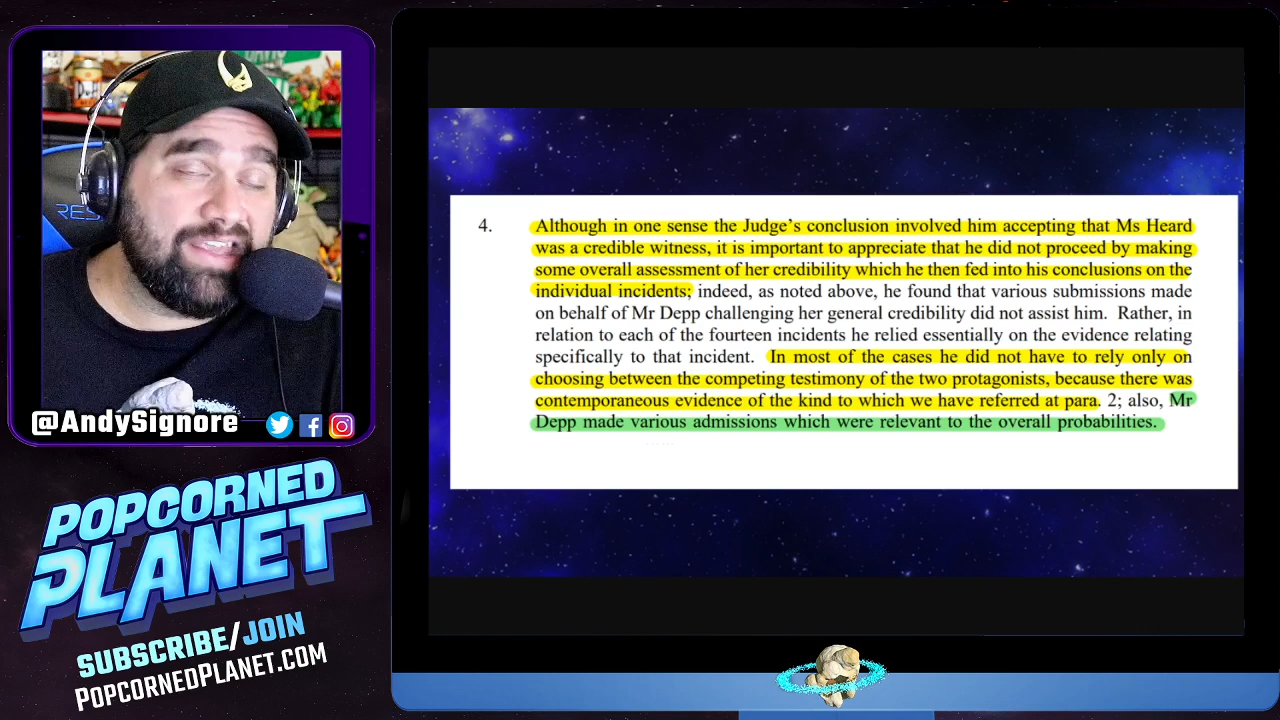 RES
@AndySignore
POPCORNED
PLANET
SUBSCRIBE/JOIN
POPCORNEDPLANET.COM
4. Although in one sense the Judge's conclusion involved him accepting that Ms Heard
was a credible witness, it is important to appreciate that he did not proceed by making
some overall assessment of her credibility which he then fed into his conclusions on the
individual incidents; indeed, as noted above, he found that various submissions made
on behalf of Mr Depp challenging her general credibility did not assist him. Rather, in
relation to each of the fourteen incidents he relied essentially on the evidence relating
specifically to that incident. In most of the cases he did not have to rely only on
choosing between the competing testimony of the two protagonists, because there was
contemporaneous evidence of the kind to which we have referred at para. 2; also, Mr
Depp made various admissions which were relevant to the overall probabilities.